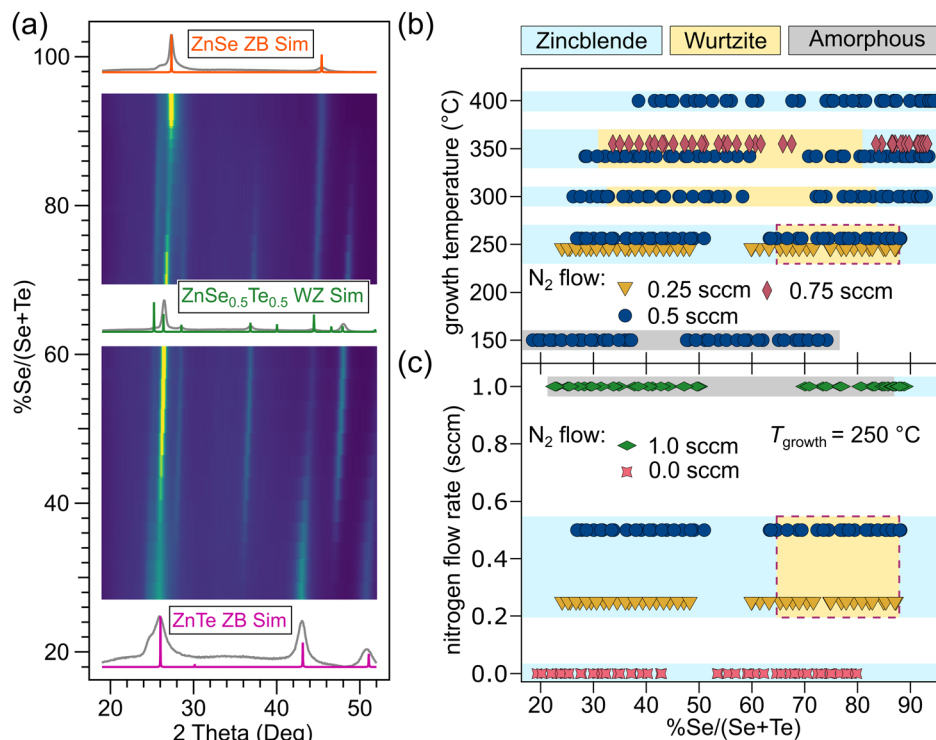 (a)
ZnSe ZB Sim
100
80
ZnSe0.5Te0.5 WZ Sim
60
40
ZnTe ZB Sim
20
%Se/(Se+Te)
20 30 40 50
2 Theta (Deg)
(b)
Zincblende Wurtzite Amorphous
400
350
300
250
200
150
growth temperature (°C)
N2 flow:
0.25 sccm 0.75 sccm
0.5 sccm
(c)
1.0
0.8
0.6
0.4
0.2
0.0
nitrogen flow rate (sccm)
N2 flow: Tgrowth = 250 °C
1.0 sccm
0.0 sccm
20 30 40 50 60 70 80 90
%Se/(Se+Te)